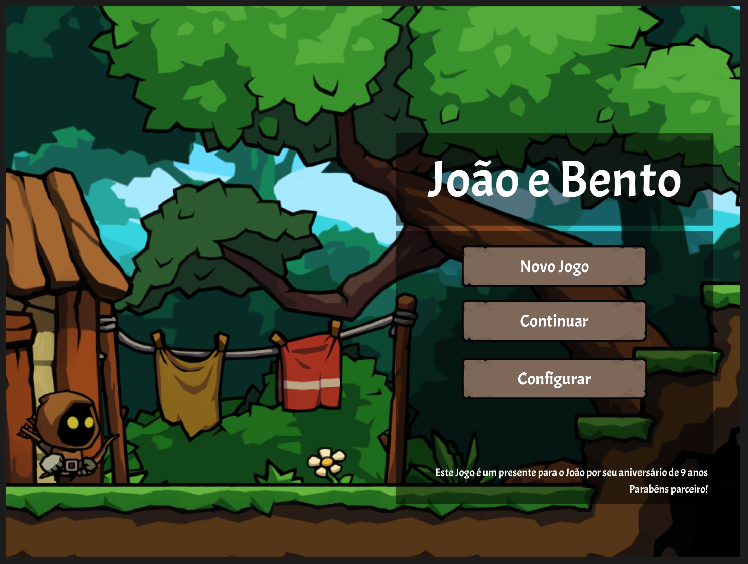 João e Bento
Novo Jogo
Continuar
Configurar
Este Jogo é um presente para o João por seu aniversário de 9 anos
Parabéns parceiro!